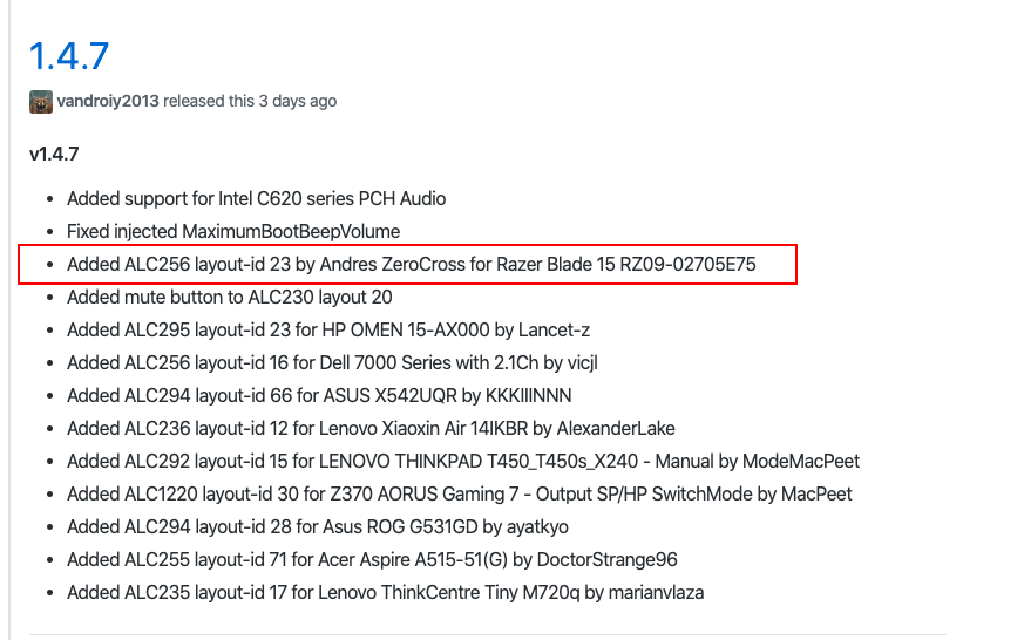 1.4.7
vandroiy2013 released this 3 days ago
v1.4.7
• Added support for Intel C620 series PCH Audio
• Fixed injected MaximumBootBeepVolume
• Added ALC256 layout-id 23 by Andres ZeroCross for Razer Blade 15 RZ09-02705E75
• Added mute button to ALC230 layout 20
• Added ALC295 layout-id 23 for HP OMEN 15-AX000 by Lancet-z
• Added ALC256 layout-id 16 for Dell 7000 Series with 2.1Ch by vicjl
• Added ALC294 layout-id 66 for ASUS X542UQR by KKKIIINNN
• Added ALC236 layout-id 12 for Lenovo Xiaoxin Air 14IKBR by AlexanderLake
• Added ALC292 layout-id 15 for LENOVO THINKPAD T450_T450s_X240 - Manual by ModeMacPeet
• Added ALC1220 layout-id 30 for Z370 AORUS Gaming 7 - Output SP/HP SwitchMode by MacPeet
• Added ALC294 layout-id 28 for Asus ROG G531GD by ayatkyo
• Added ALC255 layout-id 71 for Acer Aspire A515-51(G) by DoctorStrange96
• Added ALC235 layout-id 17 for Lenovo ThinkCentre Tiny M720q by marianvlaza